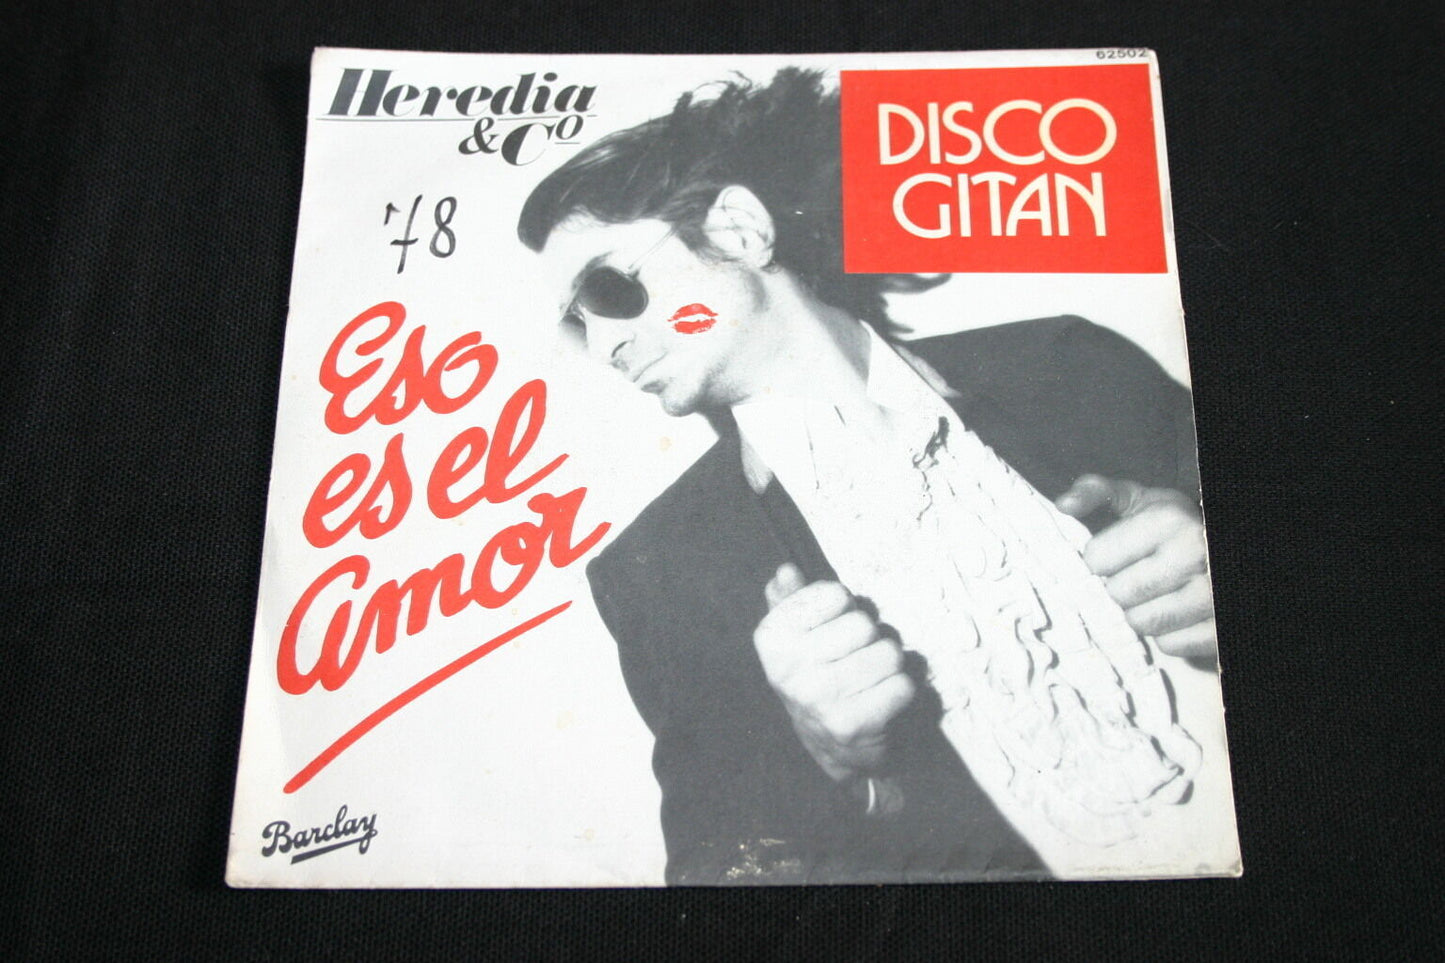 62502
Heredia
& Co
DISCO
GITAN
78
Eso
es el
amor
Barclay